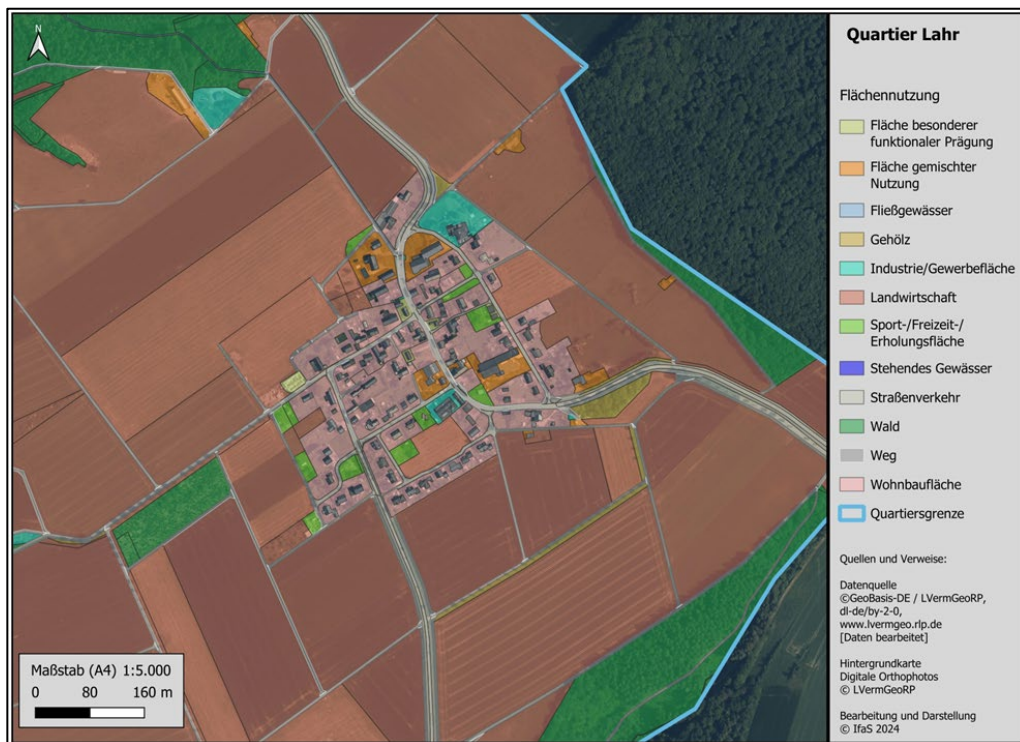 N
Quartier Lahr
Flächennutzung
Fläche besonderer
funktionaler Prägung
Fläche gemischter
Nutzung
Fließgewässer
Gehölz
Industrie/Gewerbefläche
Landwirtschaft
Sport-/Freizeit-/
Erholungsfläche
Stehendes Gewässer
Straßenverkehr
Wald
Weg
Wohnbaufläche
Quartiersgrenze
Quellen und Verweise:
Datenquelle
©GeoBasis-DE / LVermGeoRP,
dl-de/by-2-0,
www.lvermgeo.rlp.de
[Daten bearbeitet]
Hintergrundkarte
Digitale Orthophotos
© LVermGeoRP
Bearbeitung und Darstellung
© IfaS 2024
Maßstab (A4) 1:5.000
0 80 160 m